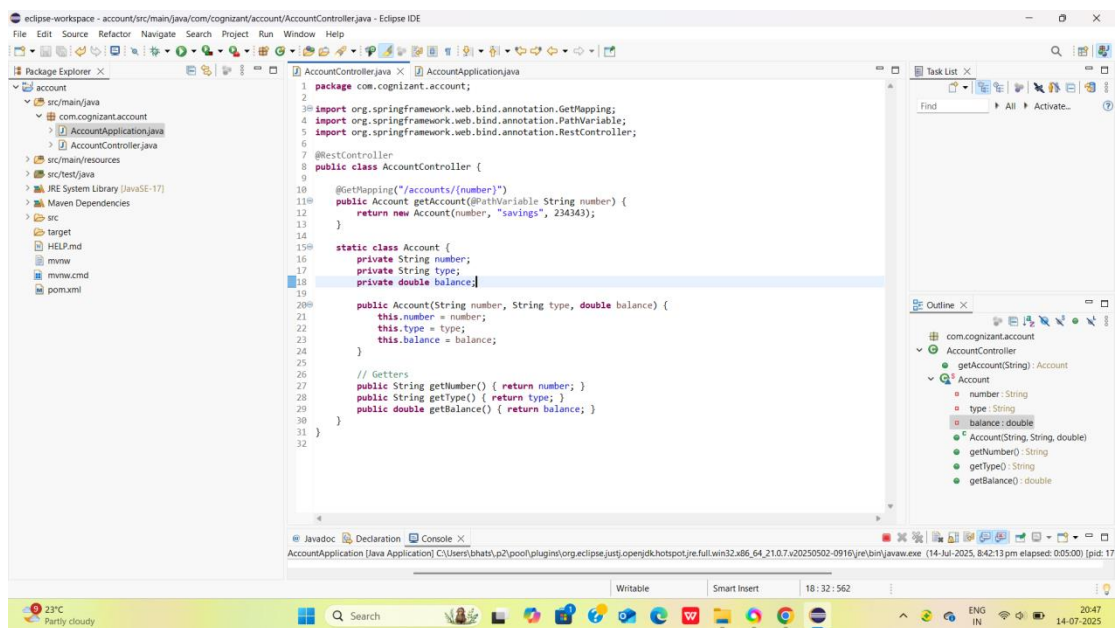 eclipse-workspace - account/src/main/java/com/cognizant/account/AccountController.java - Eclipse IDE
File Edit Source Refactor Navigate Search Project Run Window Help
Package Explorer
account
src/main/java
com.cognizant.account
AccountApplication.java
AccountController.java
src/main/resources
src/test/java
JRE System Library [JavaSE-17]
Maven Dependencies
src
target
HELP.md
mvnw
mvnw.cmd
pom.xml
AccountController.java AccountApplication.java
1 package com.cognizant.account;
2
3 import org.springframework.web.bind.annotation.GetMapping;
4 import org.springframework.web.bind.annotation.PathVariable;
5 import org.springframework.web.bind.annotation.RestController;
6
7 @RestController
8 public class AccountController {
9
10 @GetMapping("/accounts/{number}")
11 public Account getAccount(@PathVariable String number) {
12 return new Account(number, "savings", 234343);
13 }
14
15 static class Account {
16 private String number;
17 private String type;
18 private double balance;
19
20 public Account(String number, String type, double balance) {
21 this.number = number;
22 this.type = type;
23 this.balance = balance;
24 }
25
26 // Getters
27 public String getNumber() { return number; }
28 public String getType() { return type; }
29 public double getBalance() { return balance; }
30 }
31 }
32
Task List
Find All Activate...
Outline
com.cognizant.account
AccountController
getAccount(String) : Account
Account
number : String
type : String
balance : double
Account(String, String, double)
getNumber() : String
getType() : String
getBalance() : double
Javadoc Declaration Console
AccountApplication [Java Application] C:\Users\bhats\.p2\pool\plugins\org.eclipse.justj.openjdk.hotspot.jre.full.win32.x86_64_21.0.7.v20250502-0916\jre\bin\javaw.exe (14-Jul-2025, 8:42:13 pm elapsed: 0:05:00) [pid: 17
Writable Smart Insert 18 : 32 : 562
9
23°C
Partly cloudy
Search
ENG
IN
20:47
14-07-2025